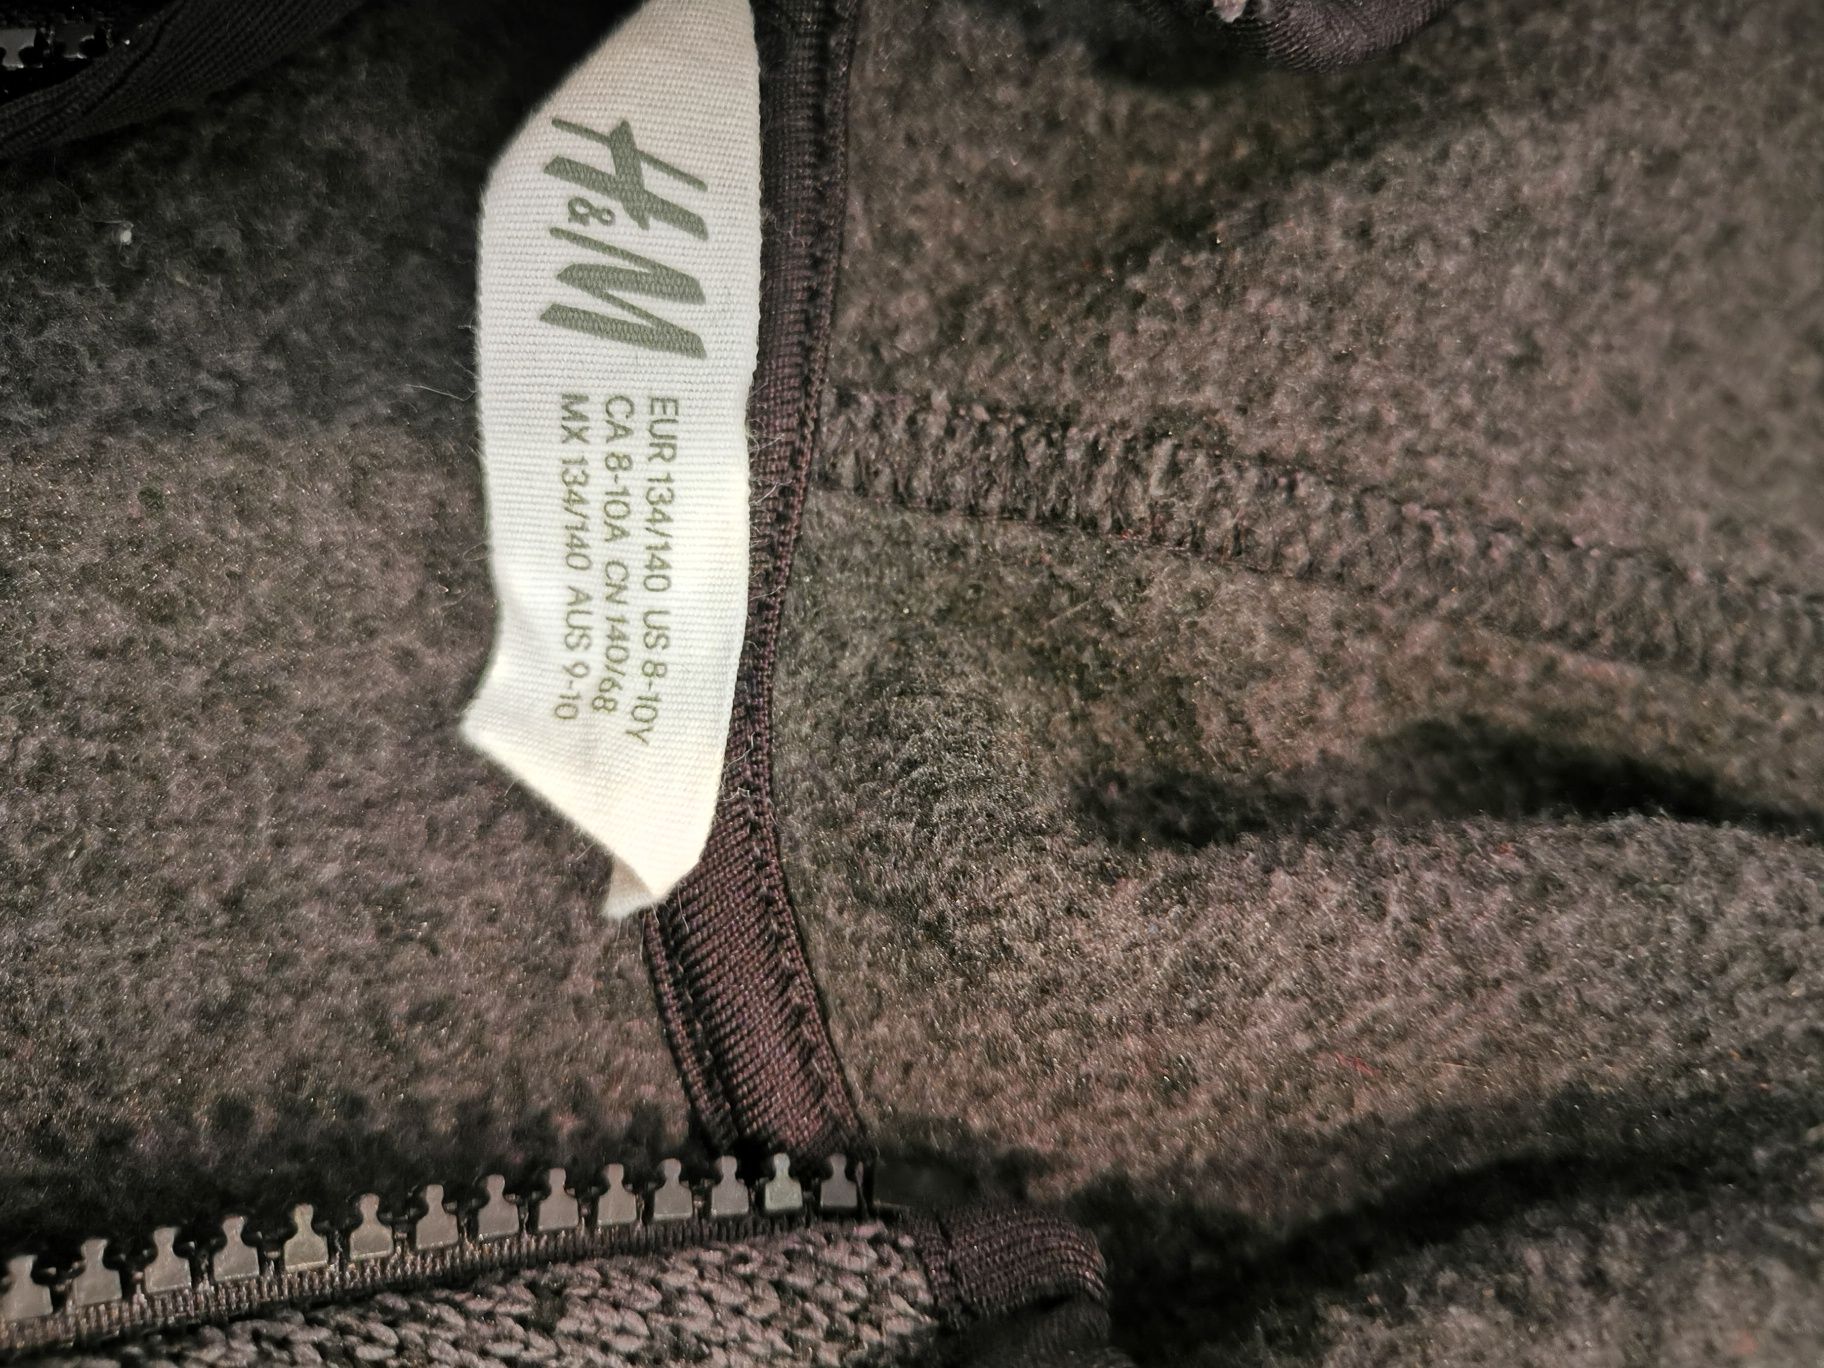 H&M
EUR 134/140 US 8-10Y
CA 8-10A CN 140/68
MX 134/140 AUS 9-10